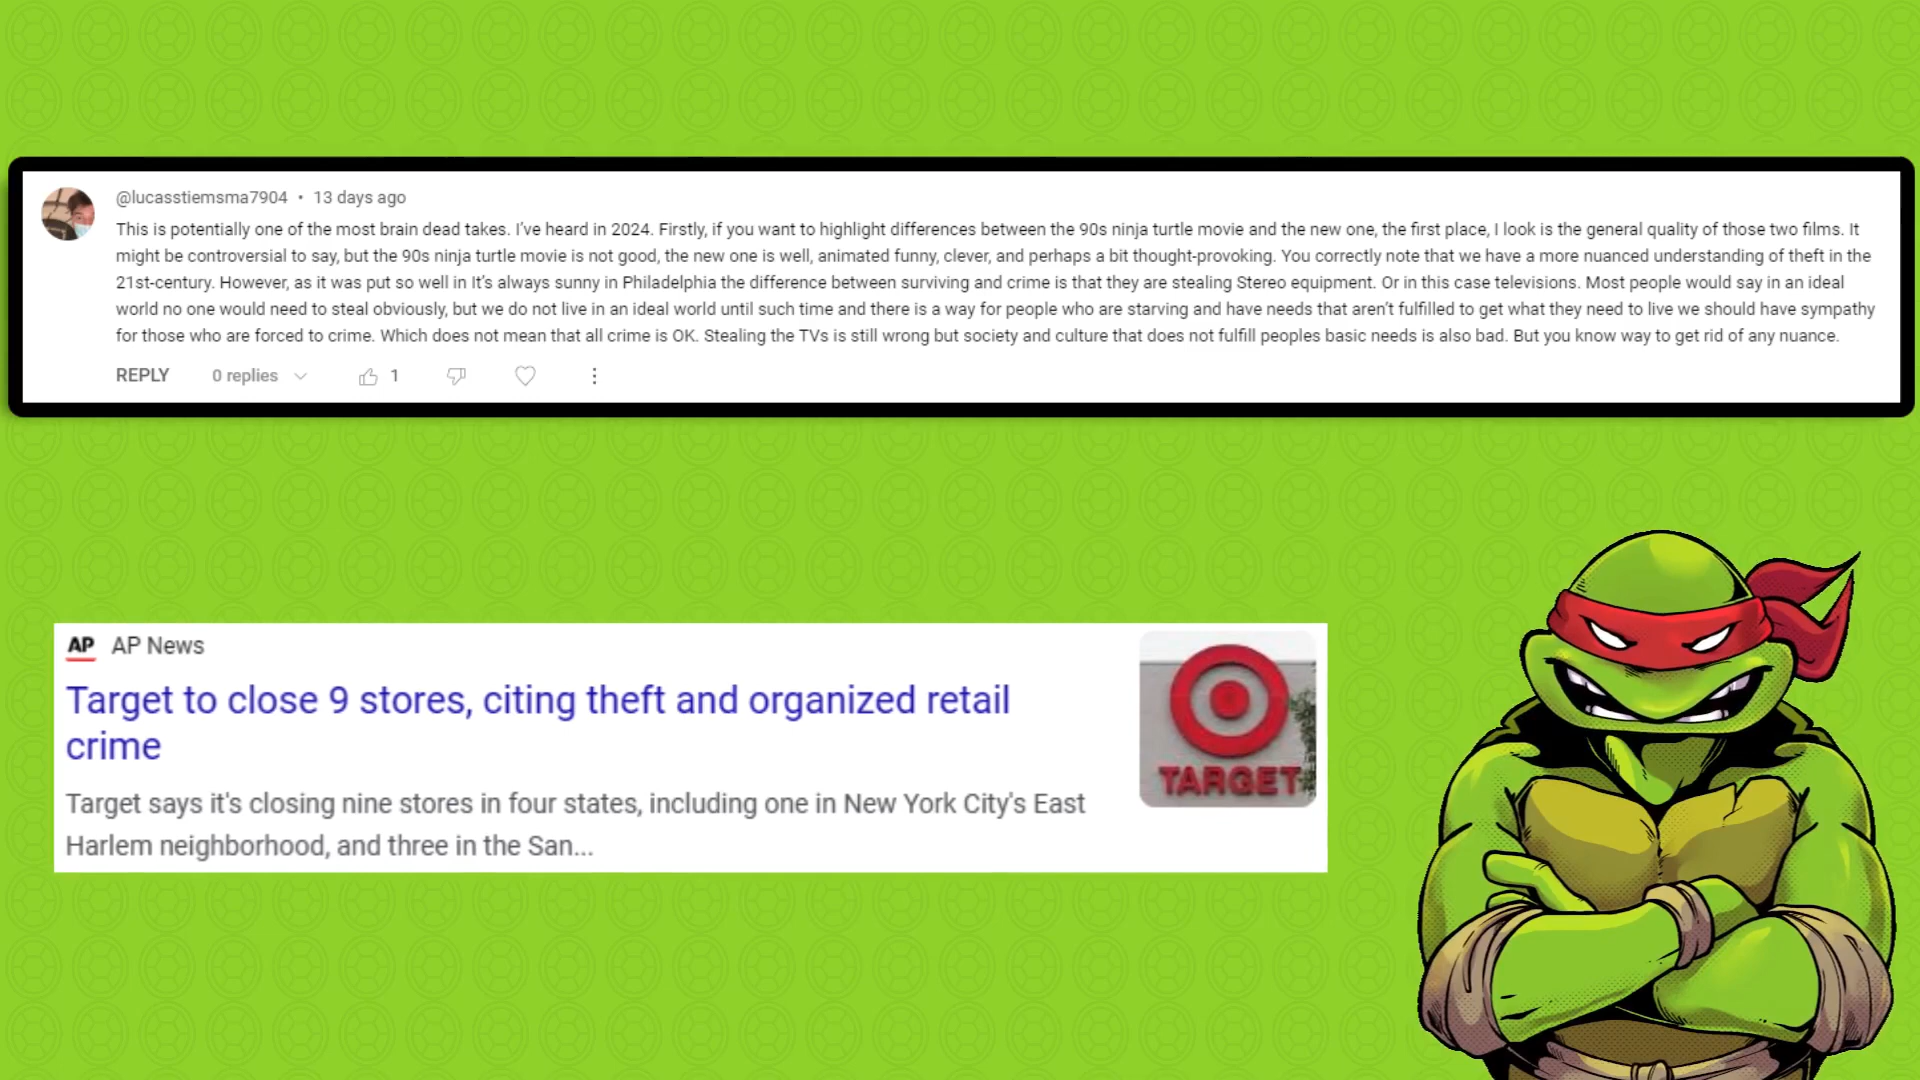 @lucasstiemsma7904 • 13 days ago
This is potentially one of the most brain dead takes. I've heard in 2024. Firstly, if you want to highlight differences between the 90s ninja turtle movie and the new one, the first place, I look is the general quality of those two films. It
might be controversial to say, but the 90s ninja turtle movie is not good, the new one is well, animated funny, clever, and perhaps a bit thought-provoking. You correctly note that we have a more nuanced understanding of theft in the
21st-century. However, as it was put so well in It's always sunny in Philadelphia the difference between surviving and crime is that they are stealing Stereo equipment. Or in this case televisions. Most people would say in an ideal
world no one would need to steal obviously, but we do not live in an ideal world until such time and there is a way for people who are starving and have needs that aren't fulfilled to get what they need to live we should have sympathy
for those who are forced to crime. Which does not mean that all crime is OK. Stealing the TVs is still wrong but society and culture that does not fulfill peoples basic needs is also bad. But you know way to get rid of any nuance.
REPLY 0 replies 1
AP AP News
Target to close 9 stores, citing theft and organized retail
crime
Target says it's closing nine stores in four states, including one in New York City's East
Harlem neighborhood, and three in the San...
TARGET